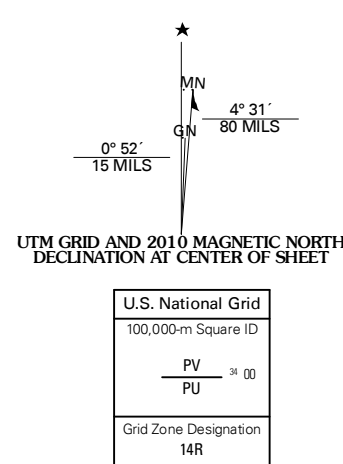 MN
GN
4° 31´
80 MILS
0° 52´
15 MILS
UTM GRID AND 2010 MAGNETIC NORTH
DECLINATION AT CENTER OF SHEET
U.S. National Grid
100,000-m Square ID
PV
34 00
PU
Grid Zone Designation
14R